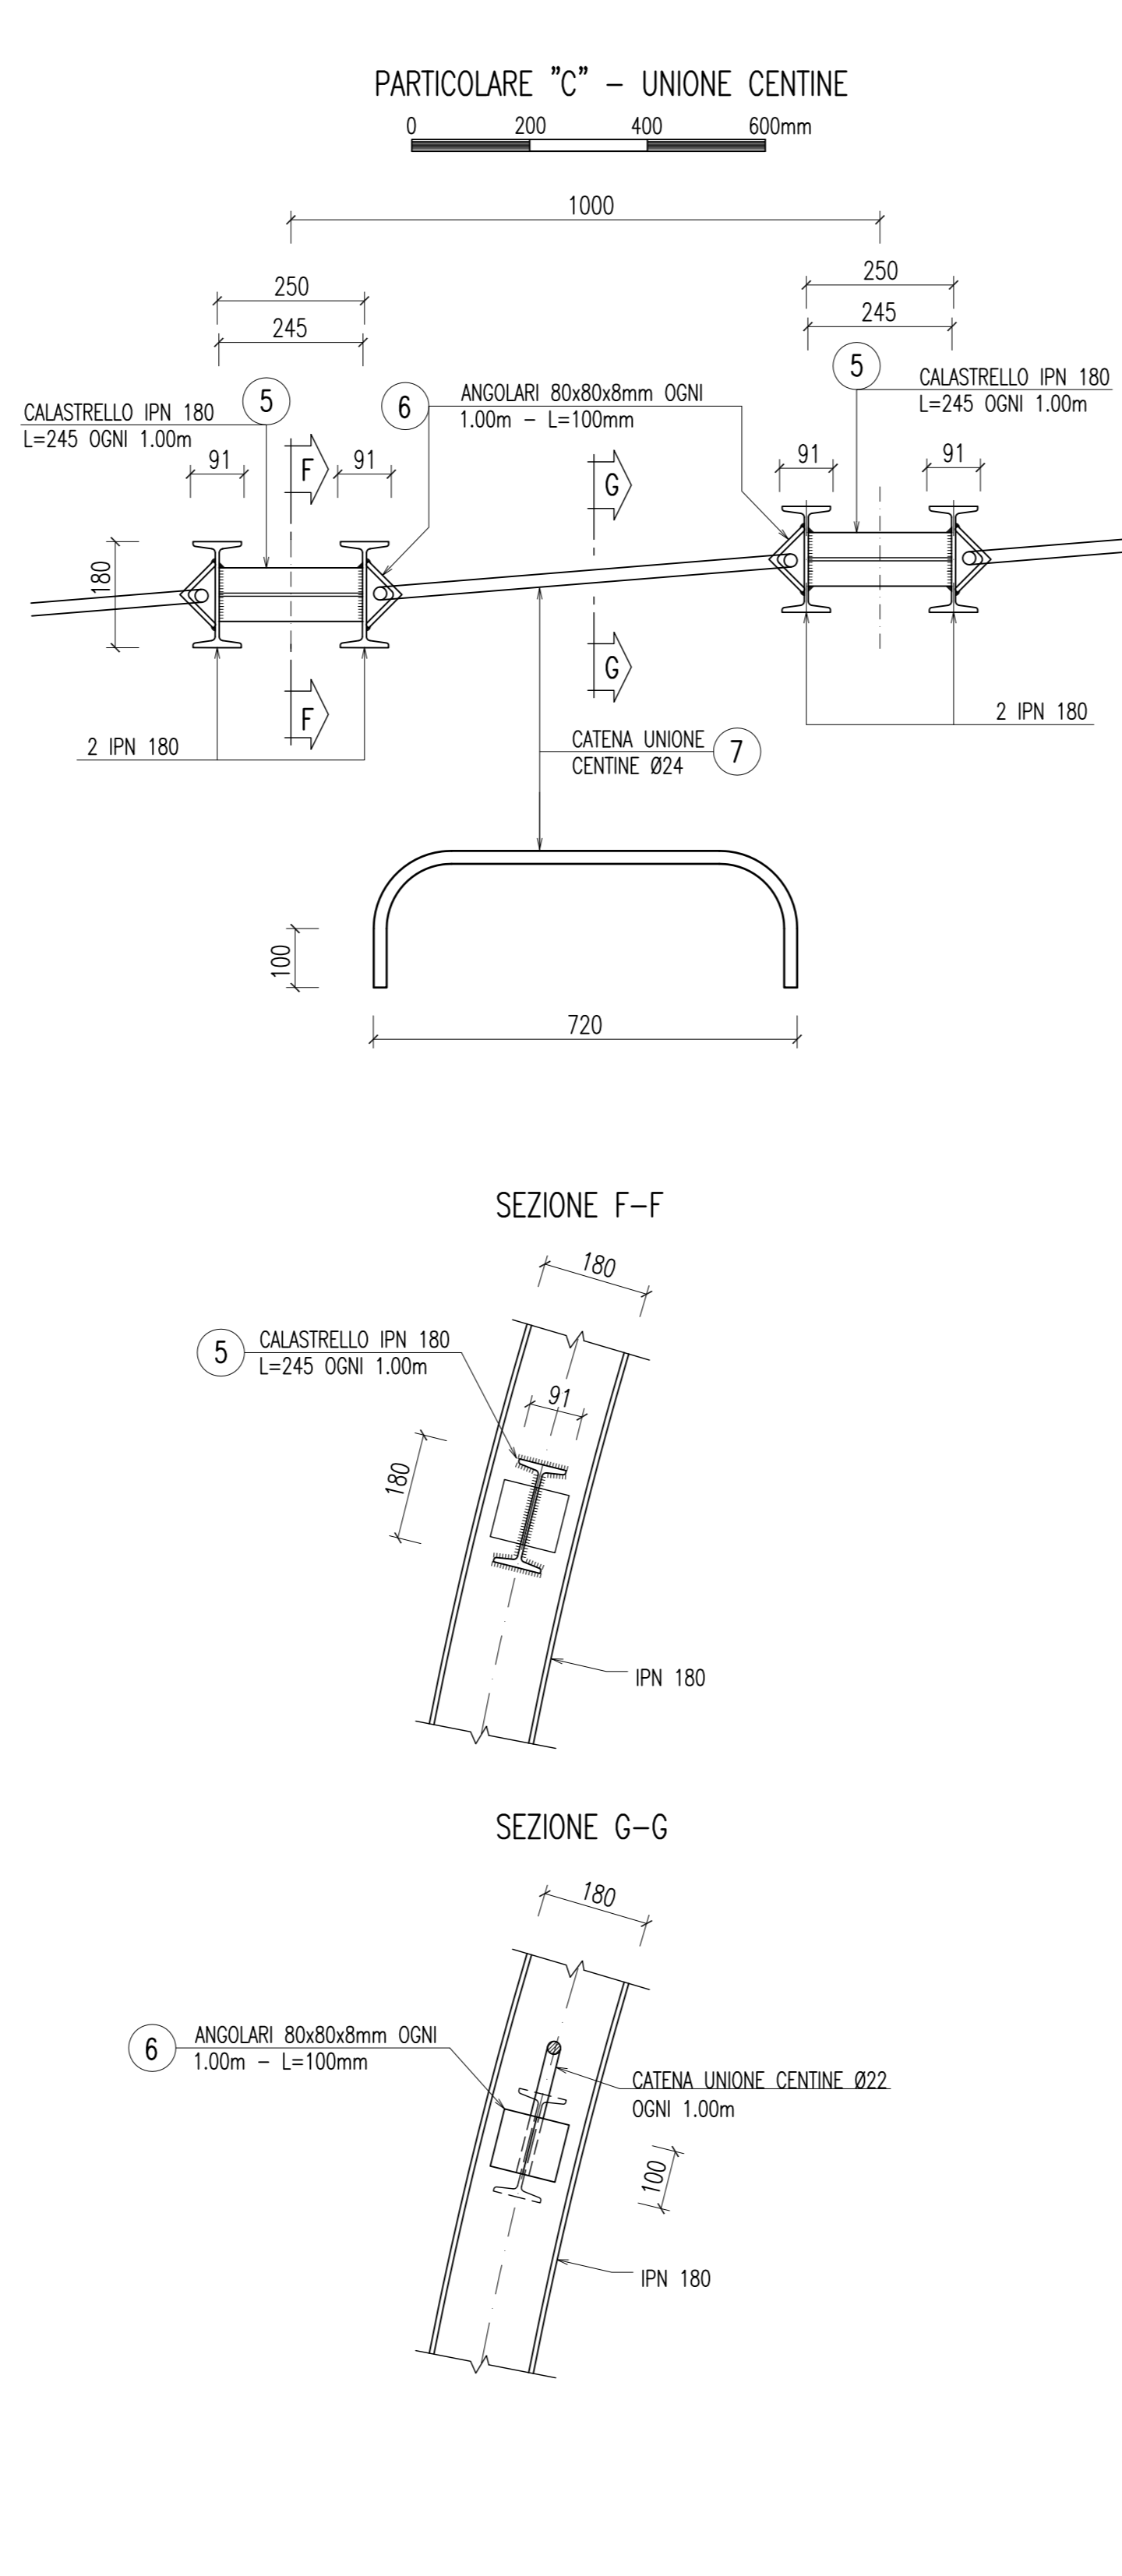 PARTICOLARE "C" - UNIONE CENTINE
0 200 400 600mm
1000
250
245
250
245
5
CALASTRELLO IPN 180
L=245 OGNI 1.00m
6
ANGOLARI 80x80x8mm OGNI
1.00m - L=100mm
5
CALASTRELLO IPN 180
L=245 OGNI 1.00m
91
91
91
91
F
G
180
F
G
2 IPN 180
2 IPN 180
CATENA UNIONE
CENTINE Ø24
7
100
720
SEZIONE F-F
180
5
CALASTRELLO IPN 180
L=245 OGNI 1.00m
91
180
IPN 180
SEZIONE G-G
180
6
ANGOLARI 80x80x8mm OGNI
1.00m - L=100mm
CATENA UNIONE CENTINE Ø22
OGNI 1.00m
100
IPN 180